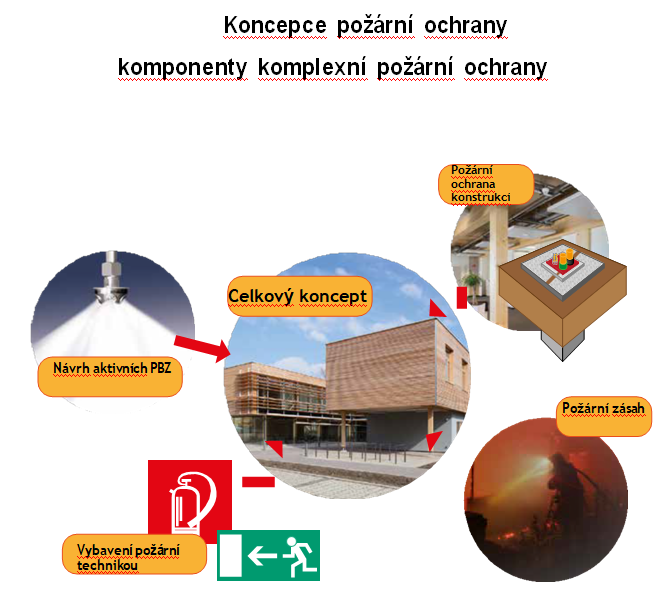 Koncepce požární ochrany
komponenty komplexní požární ochrany
Požární
ochrana
konstrukcí
Celkový koncept
Návrh aktivních PBZ
Požární zásah
Vybavení požární
technikou